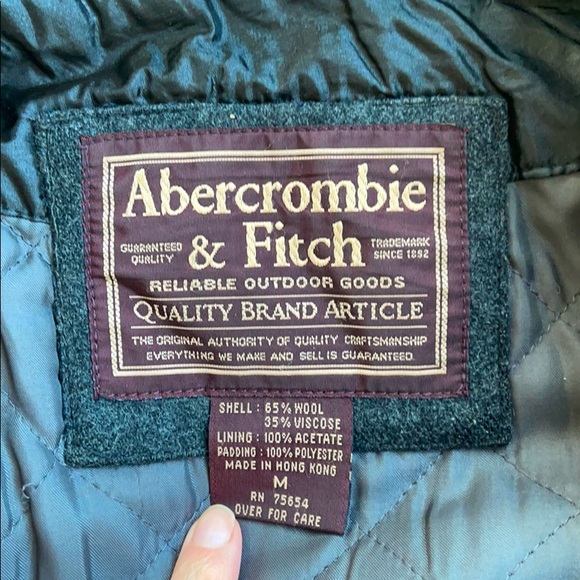 Abercrombie
GUARANTEED QUALITY & Fitch TRADEMARK SINCE 1892
RELIABLE OUTDOOR GOODS
QUALITY BRAND ARTICLE
THE ORIGINAL AUTHORITY OF QUALITY CRAFTSMANSHIP
EVERYTHING WE MAKE AND SELL IS GUARANTEED.
SHELL : 65% WOOL
35% VISCOSE
LINING : 100% ACETATE
PADDING : 100% POLYESTER
MADE IN HONG KONG
M
RN 75654
OVER FOR CARE